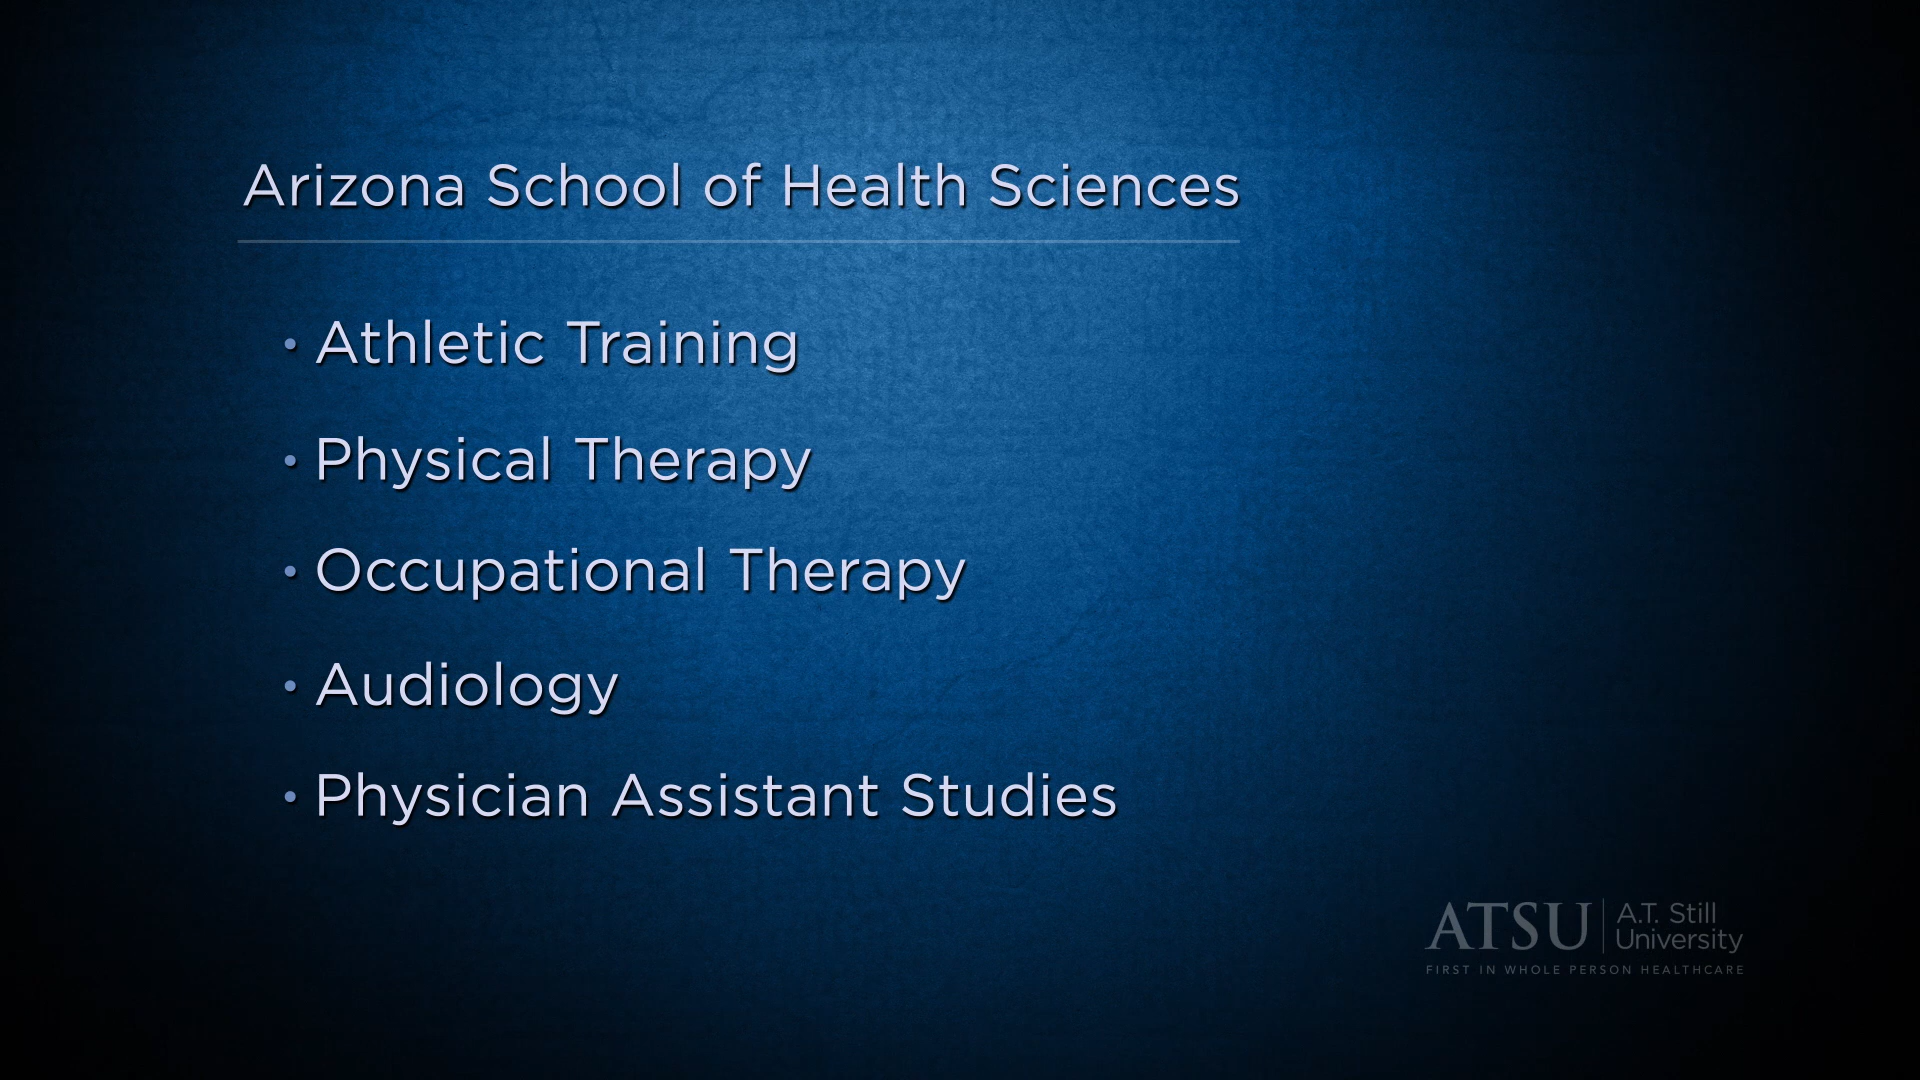 Arizona School of Health Sciences
• Athletic Training
• Physical Therapy
• Occupational Therapy
• Audiology
• Physician Assistant Studies
ATSU
A.T. Still
University
FIRST IN WHOLE PERSON HEALTHCARE